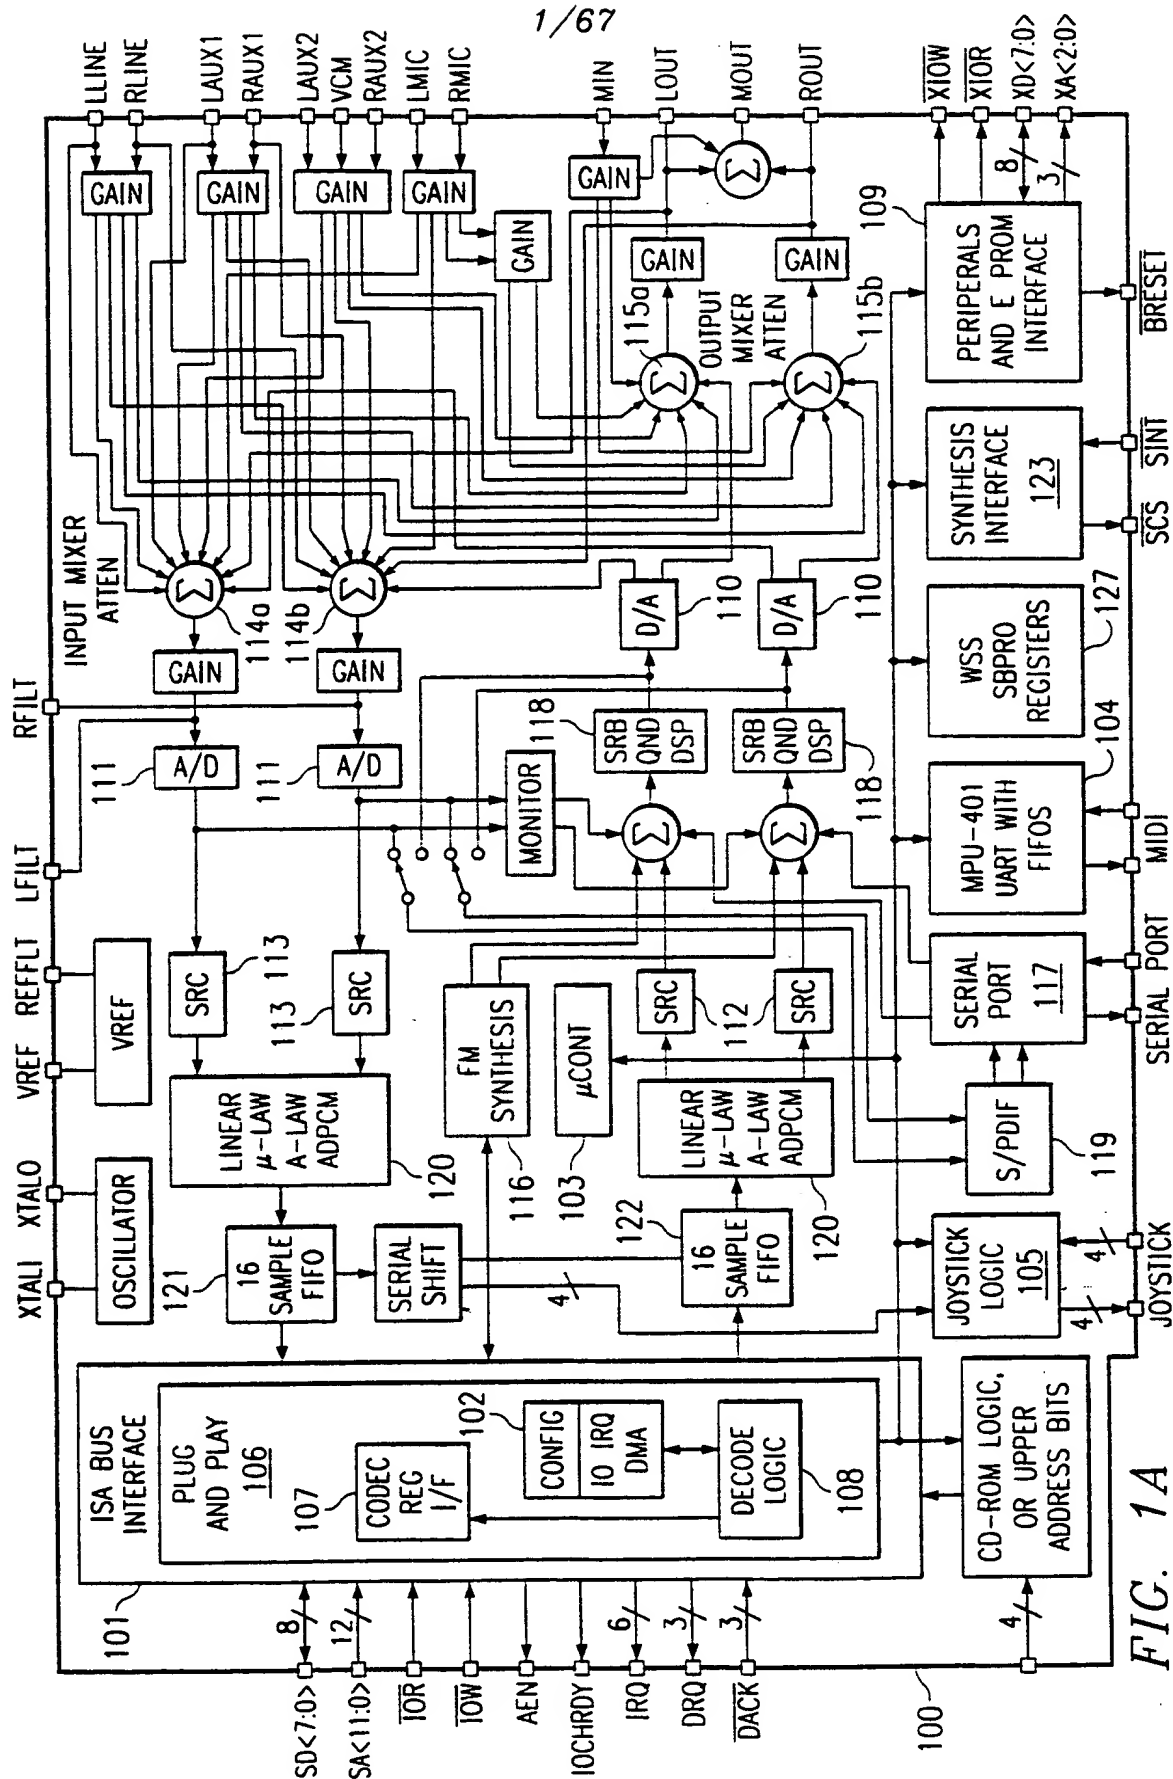 1/67
LLINE
RLINE
LAUX1
RAUX1
LAUX2
VCM
RAUX2
LMIC
RMIC
MIN
LOUT
MOUT
ROUT
XIOW
XIOR
XD<7:0>
XA<2:0>
8
3
GAIN
GAIN
GAIN
GAIN
GAIN
GAIN
Σ
GAIN
GAIN
115a
OUTPUT
MIXER
ATTEN
115b
Σ
Σ
109
PERIPERALS
AND E PROM
INTERFACE
BRESET
INPUT MIXER
ATTEN
Σ
114a
Σ
114b
GAIN
GAIN
SYNTHESIS
INTERFACE
123
SINT
SCS
D/A
110
D/A
110
WSS
SBPRO
REGISTERS
127
RFILT
LFILT
111
A/D
111
A/D
MONITOR
118
SRB
QND
DSP
SRB
QND
DSP
118
Σ
Σ
MPU-401
UART WITH
FIFOS
104
MIDI
REFFLT
VREF
VREF
SRC
113
113
SRC
FM
SYNTHESIS
116
µCONT
103
SRC
112
SRC
SERIAL
PORT
117
SERIAL PORT
LINEAR
µ-LAW
A-LAW
ADPCM
120
LINEAR
µ-LAW
A-LAW
ADPCM
120
S/PDIF
119
XTALO
XTALI
OSCILLATOR
121
16
SAMPLE
FIFO
SERIAL
SHIFT
4
122
16
SAMPLE
FIFO
JOYSTICK
LOGIC
105
4
4
JOYSTICK
ISA BUS
INTERFACE
PLUG
AND PLAY
106
107
CODEC
REG
I/F
102
CONFIG
IO IRQ
DMA
DECODE
LOGIC
108
CD-ROM LOGIC,
OR UPPER
ADDRESS BITS
101
8
12
6
3
3
4
SD<7:0>
SA<11:0>
IOR
IOW
AEN
IOCHRDY
IRQ
DRQ
DACK
100
FIG. 1A